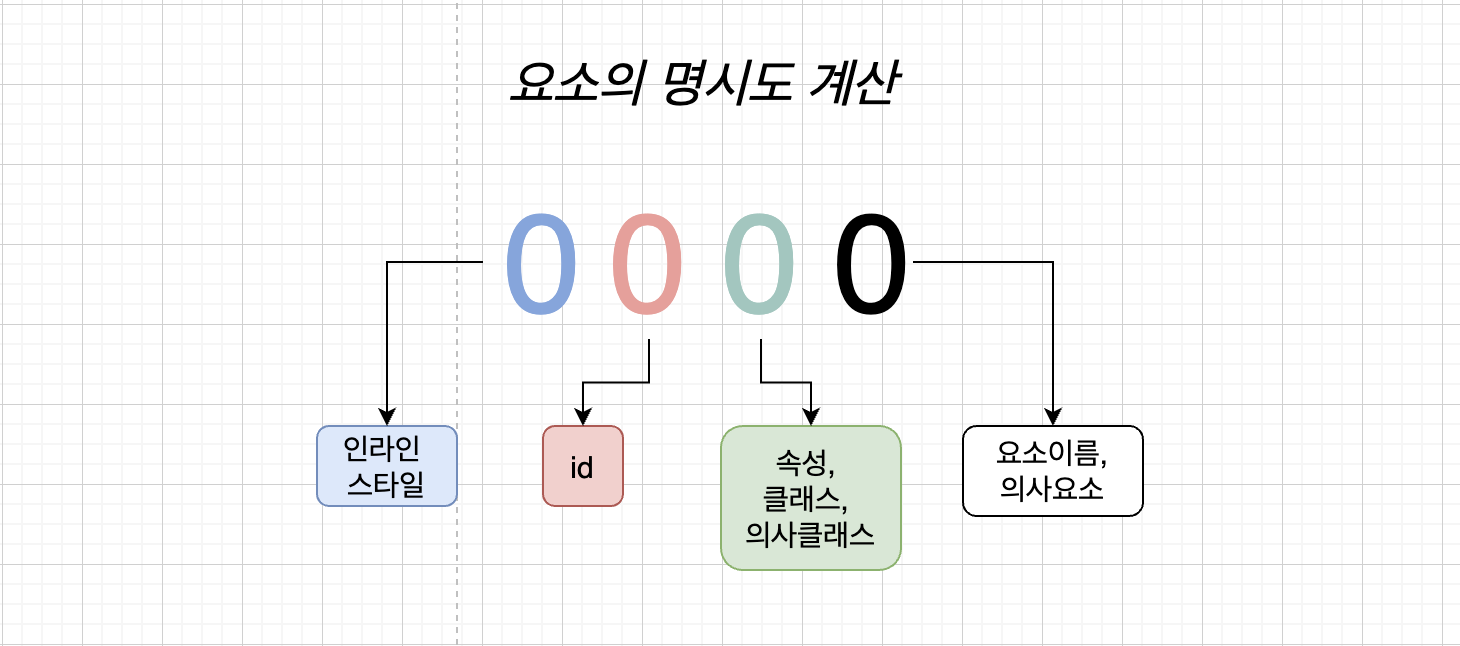 요소의 명시도 계산
0 0 0 0
인라인
스타일
id
속성,
클래스,
의사클래스
요소이름,
의사요소